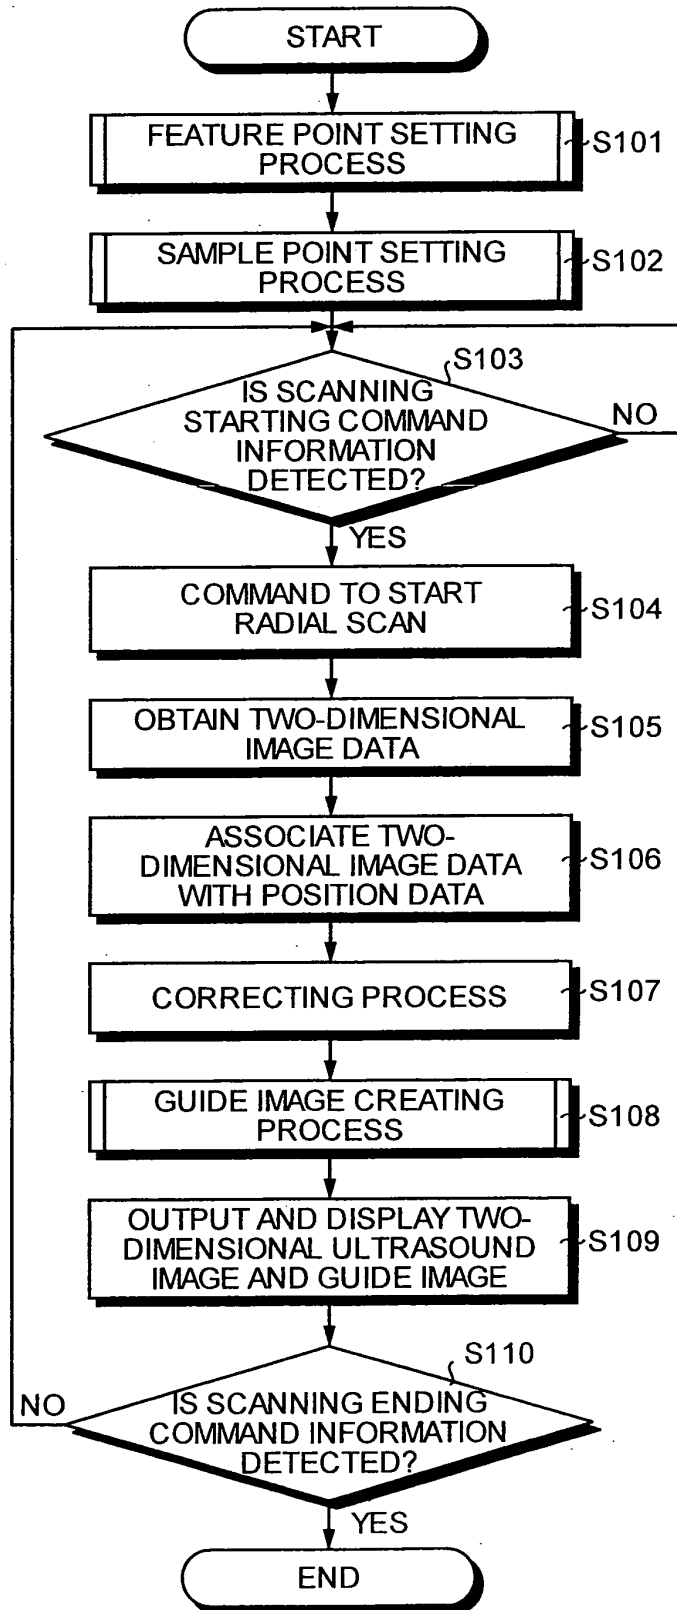 START
FEATURE POINT SETTING
PROCESS
S101
SAMPLE POINT SETTING
PROCESS
S102
S103
IS SCANNING
STARTING COMMAND
INFORMATION
DETECTED?
NO
YES
COMMAND TO START
RADIAL SCAN
S104
OBTAIN TWO-DIMENSIONAL
IMAGE DATA
S105
ASSOCIATE TWO-
DIMENSIONAL IMAGE DATA
WITH POSITION DATA
S106
CORRECTING PROCESS
S107
GUIDE IMAGE CREATING
PROCESS
S108
OUTPUT AND DISPLAY TWO-
DIMENSIONAL ULTRASOUND
IMAGE AND GUIDE IMAGE
S109
S110
NO
IS SCANNING ENDING
COMMAND INFORMATION
DETECTED?
YES
END